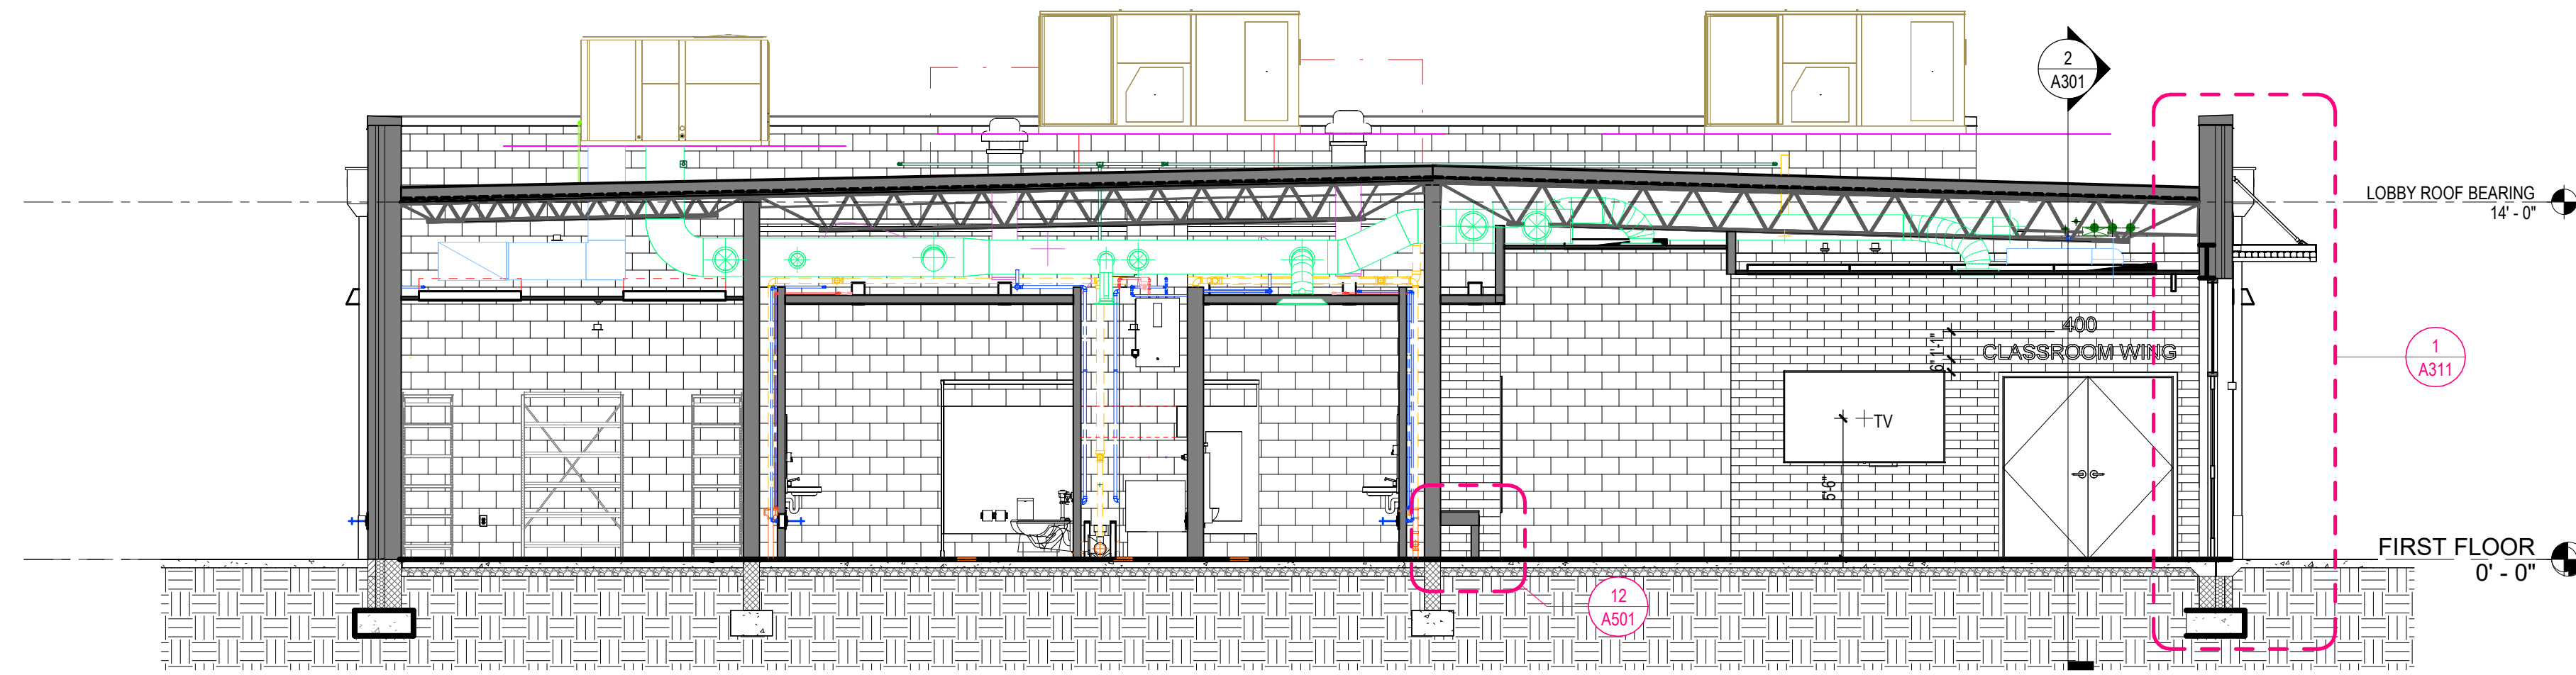 2
A301
LOBBY ROOF BEARING
14' - 0"
400
1'-1"
CLASSROOM WING
6"
1
A311
TV
5'-6"
FIRST FLOOR
0' - 0"
12
A501